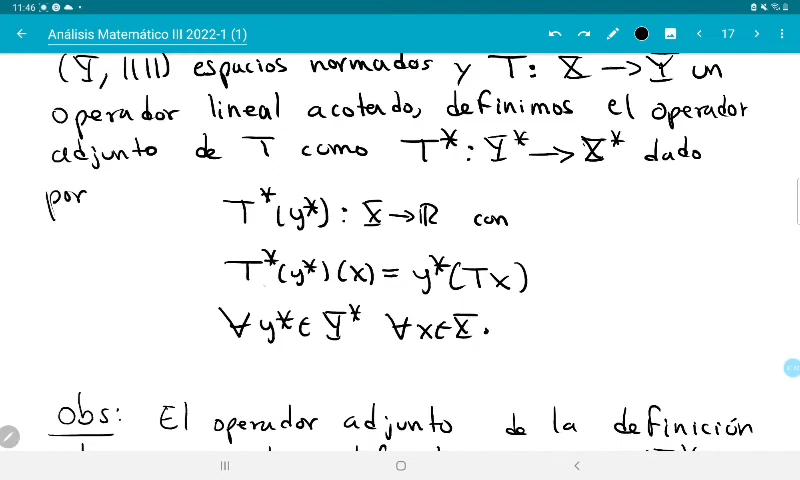 11:46
Análisis Matemático III 2022-1 (1)
17
(Y, ||||) espacios normados y T: X → Y un
operador lineal acotado, definimos el operador
adjunto de T como T*: Y* → X* dado
por
T*(y*): X → ℝ con
T*(y*)(x) = y*(Tx)
∀ y* ∈ Y* ∀ x ∈ X.
Obs: El operador adjunto de la definición